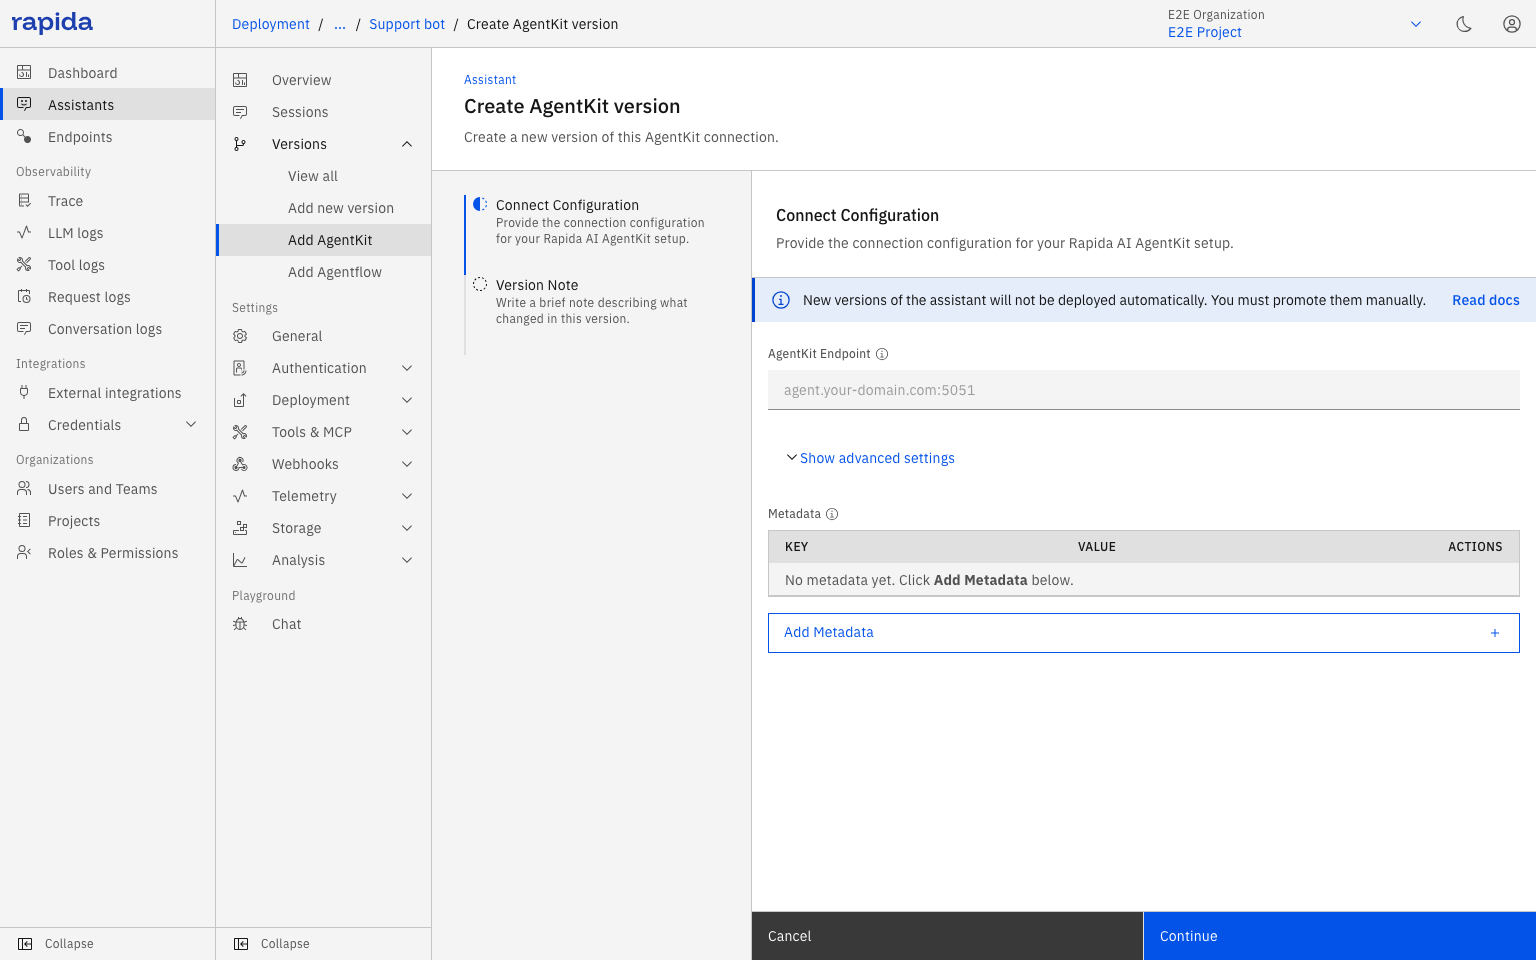 rapida
Deployment / ... / Support bot / Create AgentKit version
E2E Organization
E2E Project
Dashboard
Assistants
Endpoints
Observability
Trace
LLM logs
Tool logs
Request logs
Conversation logs
Integrations
External integrations
Credentials
Organizations
Users and Teams
Projects
Roles & Permissions
Collapse
Overview
Sessions
Versions
View all
Add new version
Add AgentKit
Add Agentflow
Settings
General
Authentication
Deployment
Tools & MCP
Webhooks
Telemetry
Storage
Analysis
Playground
Chat
Collapse
Assistant
Create AgentKit version
Create a new version of this AgentKit connection.
Connect Configuration
Provide the connection configuration
for your Rapida AI AgentKit setup.
Version Note
Write a brief note describing what
changed in this version.
Connect Configuration
Provide the connection configuration for your Rapida AI AgentKit setup.
New versions of the assistant will not be deployed automatically. You must promote them manually. Read docs
AgentKit Endpoint
agent.your-domain.com:5051
Show advanced settings
Metadata
KEY VALUE ACTIONS
No metadata yet. Click Add Metadata below.
Add Metadata +
Cancel
Continue